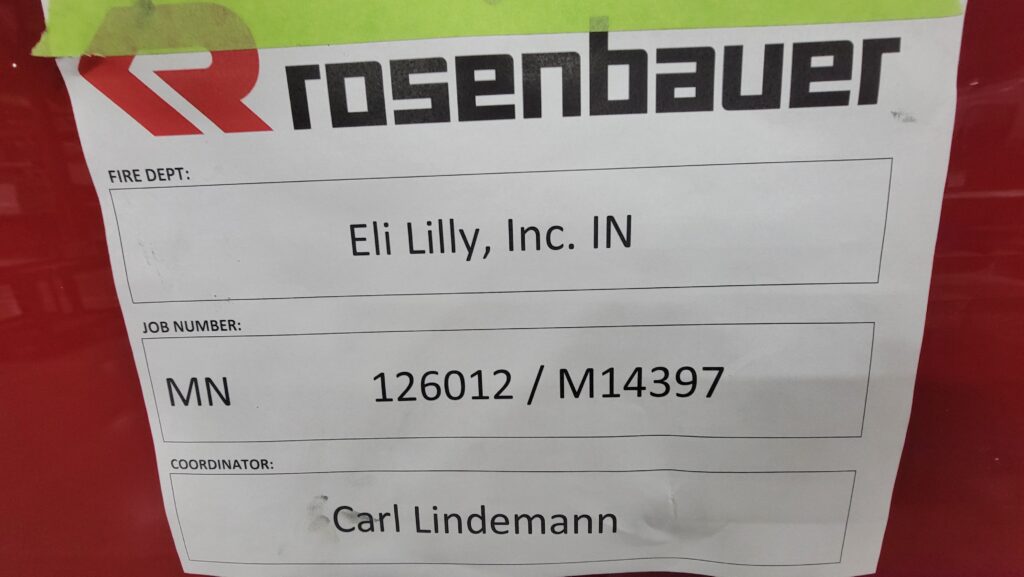 rosenbauer
FIRE DEPT:
Eli Lilly, Inc. IN
JOB NUMBER:
MN 126012 / M14397
COORDINATOR:
Carl Lindemann